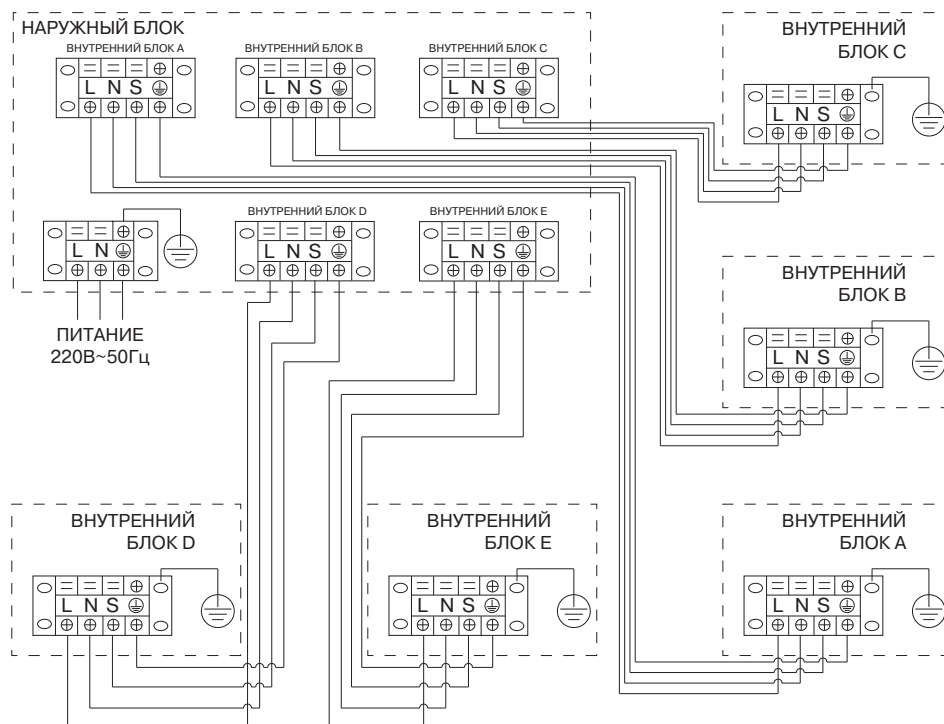 НАРУЖНЫЙ БЛОК
ВНУТРЕННИЙ БЛОК A
ВНУТРЕННИЙ БЛОК B
ВНУТРЕННИЙ БЛОК C
L N S
L N S
L N S
ВНУТРЕННИЙ
БЛОК C
L N S
ВНУТРЕННИЙ БЛОК D
ВНУТРЕННИЙ БЛОК E
L N
L N S
L N S
ПИТАНИЕ
220В~50Гц
ВНУТРЕННИЙ
БЛОК B
L N S
ВНУТРЕННИЙ
БЛОК D
L N S
ВНУТРЕННИЙ
БЛОК E
L N S
ВНУТРЕННИЙ
БЛОК A
L N S